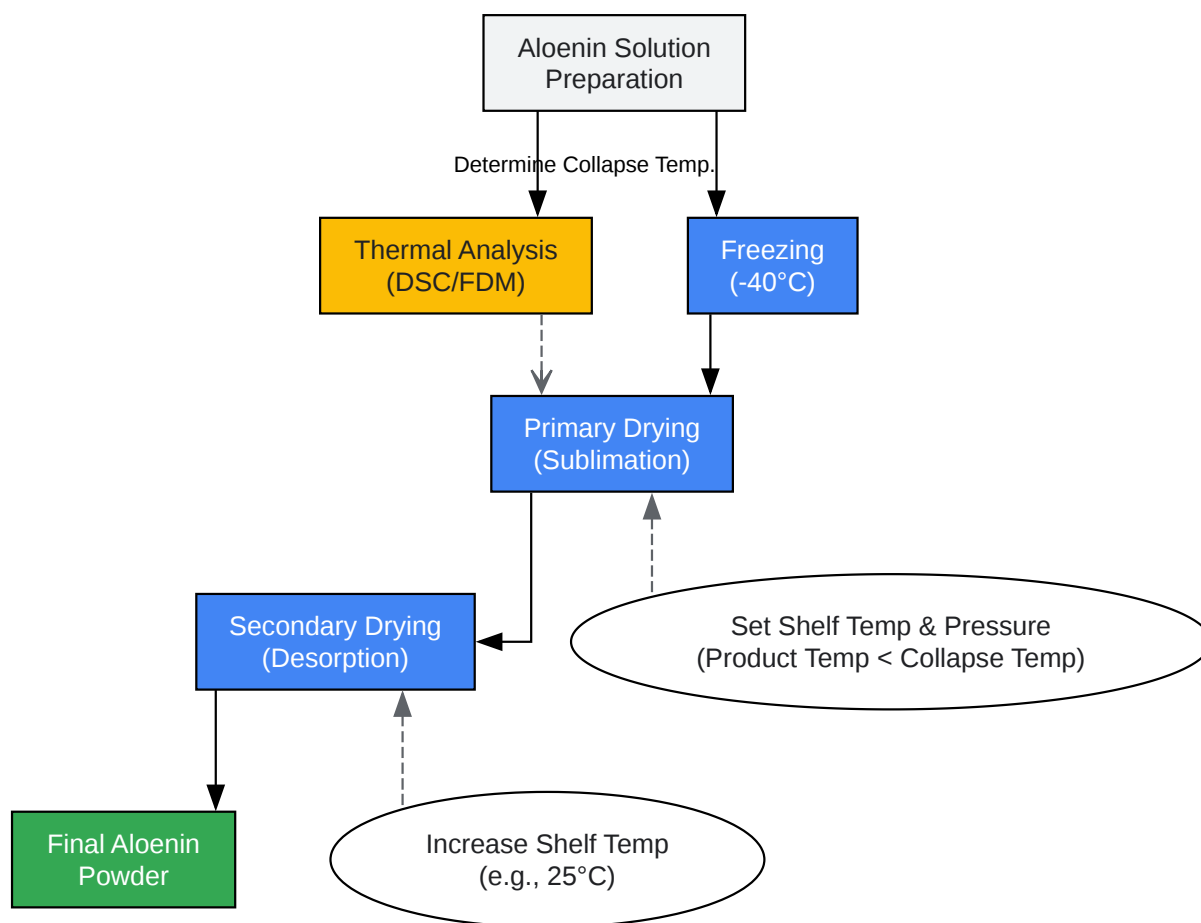 Aloenin Solution
Preparation
Determine Collapse Temp.
Thermal Analysis
(DSC/FDM)
Freezing
(-40°C)
Primary Drying
(Sublimation)
Secondary Drying
(Desorption)
Set Shelf Temp & Pressure
(Product Temp < Collapse Temp)
Final Aloenin
Powder
Increase Shelf Temp
(e.g., 25°C)